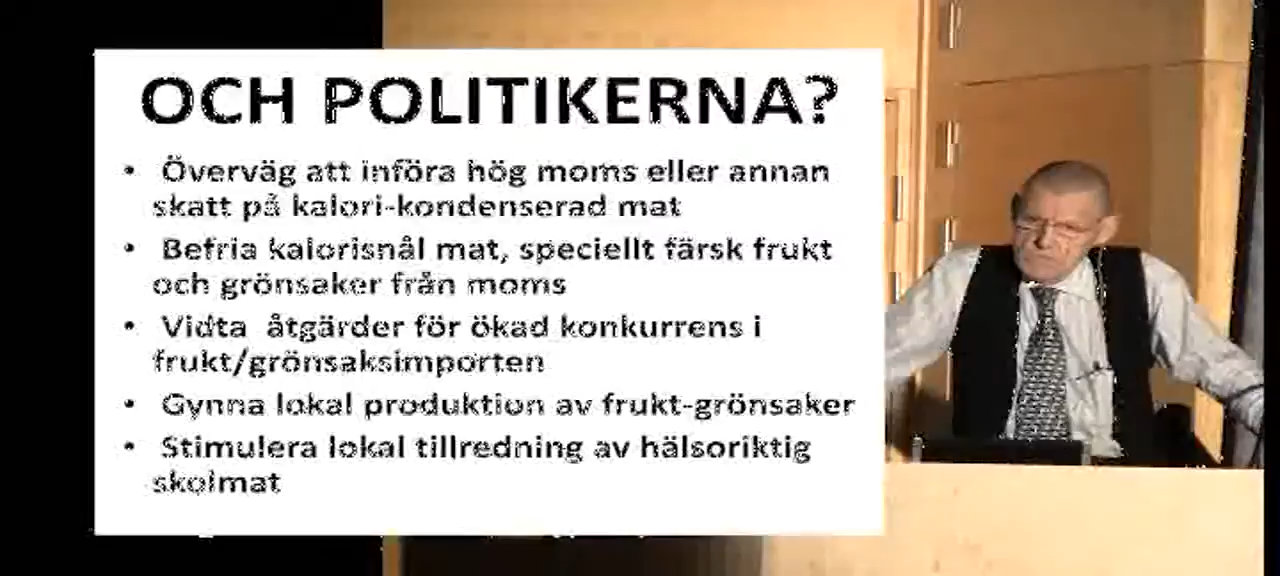 OCH POLITIKERNA?
• Överväg att införa hög moms eller annan
skatt på kalori-kondenserad mat
• Befria kalorisnål mat, speciellt färsk frukt
och grönsaker från moms
• Vidta åtgärder för ökad konkurrens i
frukt/grönsaksimporten
• Gynna lokal produktion av frukt-grönsaker
• Stimulera lokal tillredning av hälsoriktig
skolmat